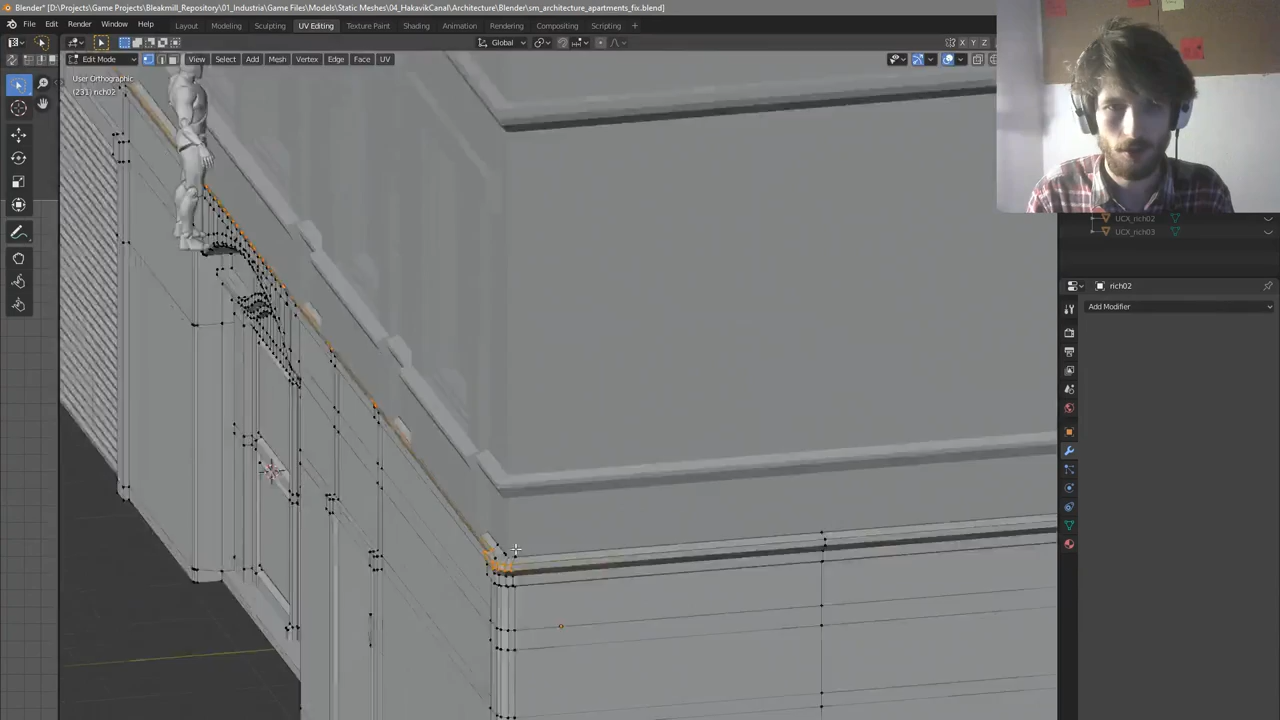 Blender* [D:\Projects\Game Projects\Bleakmill_Repository\01_Industria\Game Files\Models\Static Meshes\04_HakavikCanal\Architecture\Blender\sm_architecture_apartments_fix.blend]
File Edit Render Window Help Layout Modeling Sculpting UV Editing Texture Paint Shading Animation Rendering Compositing Scripting
Global X Y Z
Edit Mode View Select Add Mesh Vertex Edge Face UV
User Orthographic
(231) rich02
UCX_rich02
UCX_rich03
rich02
Add Modifier